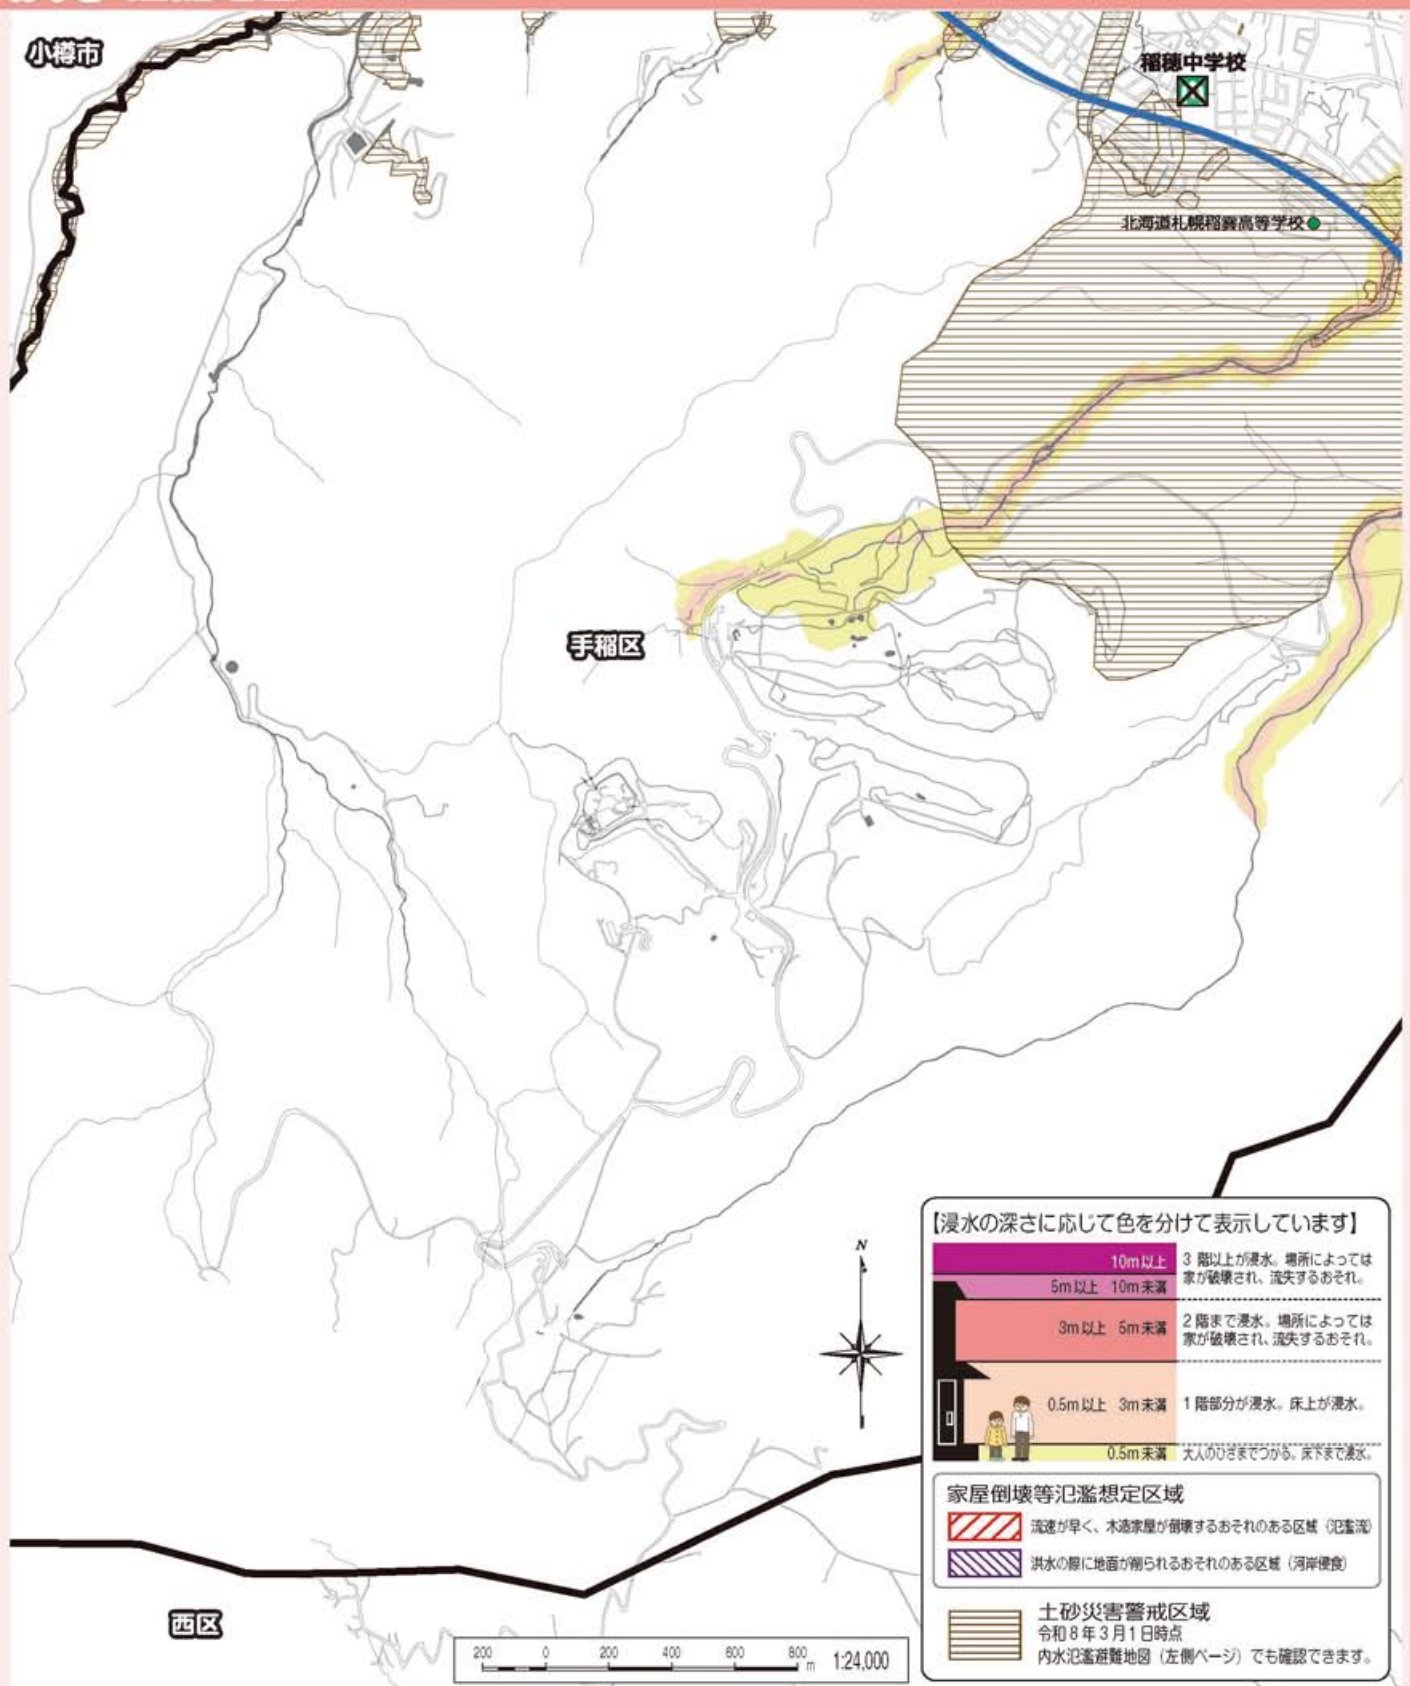 小樽市
稲穂中学校
北海道札幌稲雲高等学校
手稲区
西区
N
200 0 200 400 600 800 m 1:24,000
【浸水の深さに応じて色を分けて表示しています】
10m以上 3階以上が浸水。場所によっては
家が破壊され、流失するおそれ。
5m以上 10m未満
3m以上 5m未満 2階まで浸水。場所によっては
家が破壊され、流失するおそれ。
0.5m以上 3m未満 1階部分が浸水。床上が浸水。
0.5m未満 大人のひざまでつかる。床下まで浸水。
家屋倒壊等氾濫想定区域
流速が早く、木造家屋が倒壊するおそれのある区域(氾濫流)
洪水の際に地面が削られるおそれのある区域(河岸侵食)
土砂災害警戒区域
令和8年3月1日時点
内水氾濫避難地図(左側ページ)でも確認できます。